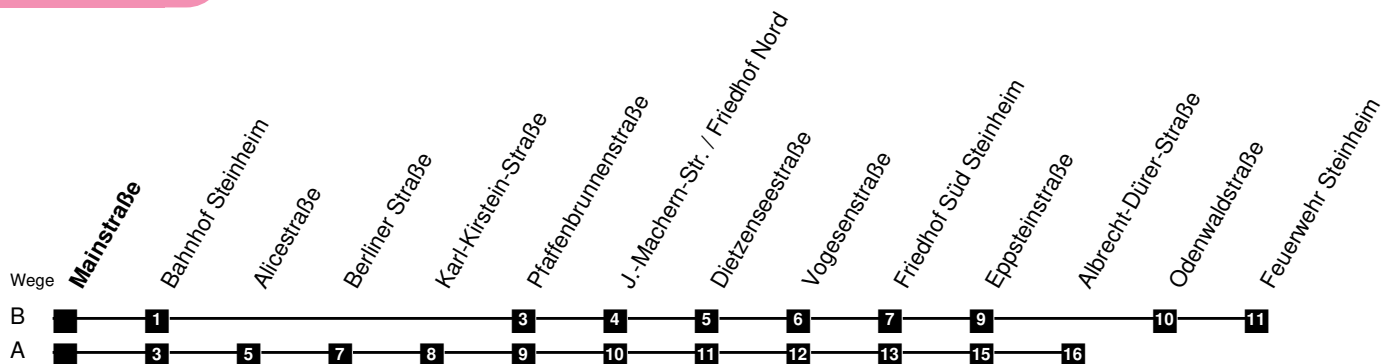 Mainstraße
Bahnhof Steinheim
Alicestraße
Berliner Straße
Karl-Kirstein-Straße
Pfaffenbrunnenstraße
J.-Machern-Str. / Friedhof Nord
Dietzenseestraße
Vogesenstraße
Friedhof Süd Steinheim
Eppsteinstraße
Albrecht-Dürer-Straße
Odenwaldstraße
Feuerwehr Steinheim
Wege
B 1 3 4 5 6 7 9 10 11
A 3 5 7 8 9 10 11 12 13 15 16